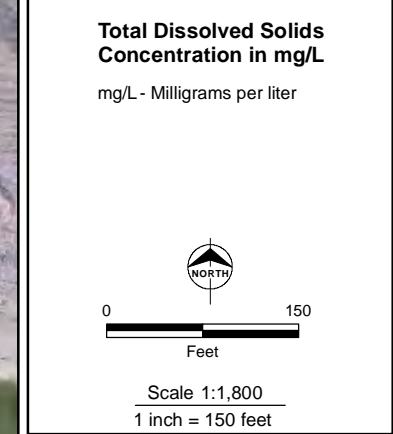 Total Dissolved Solids
Concentration in mg/L
mg/L - Milligrams per liter
NORTH
0 150
Feet
Scale 1:1,800
1 inch = 150 feet